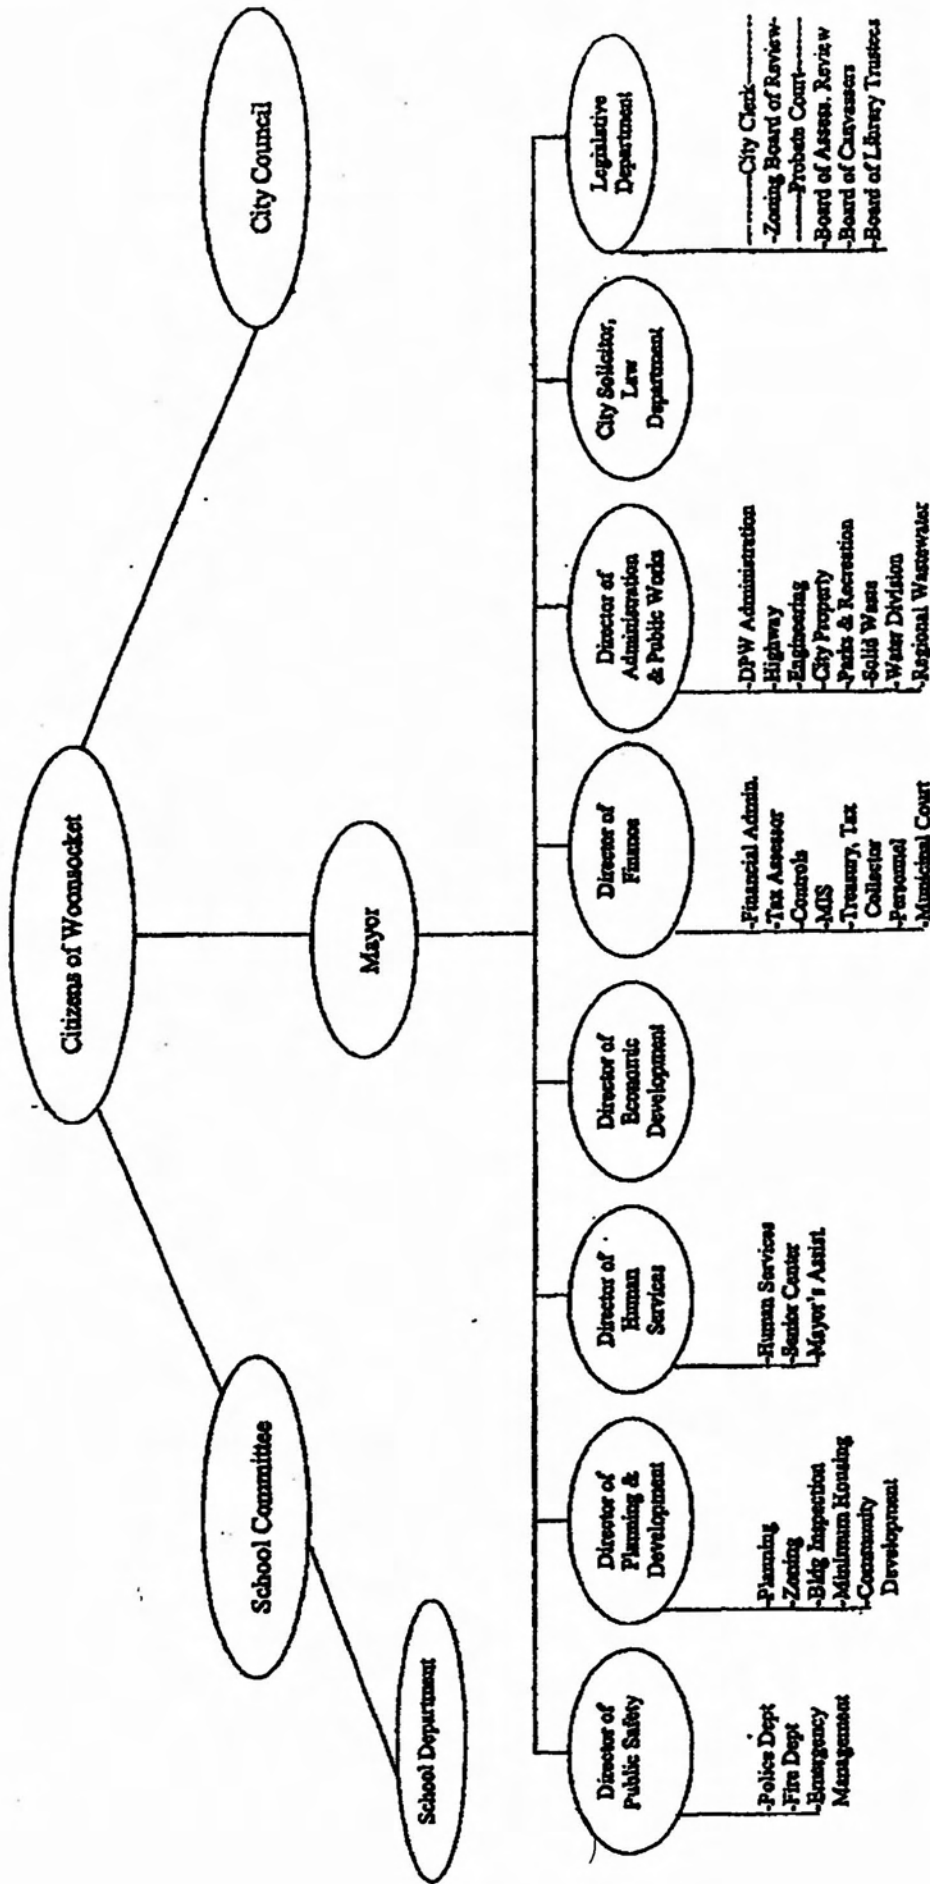 Citizens of Woonsocket
School Committee
City Council
Mayor
School Department
Director of
Public Safety
-Police Dept
-Fire Dept
-Emergency
Management
Director of
Planning &
Development
-Planning
-Zoning
-Bldg Inspection
-Minimum Housing
-Community
Development
Director of
Human
Services
-Human Services
-Senior Center
-Mayor's Assist.
Director of
Economic
Development
Director of
Finance
-Financial Admin.
-Tax Assessor
-Controls
-MIS
-Treasury, Tax
Collector
-Personnel
-Municipal Court
Director of
Administration
& Public Works
-DPW Administration
-Highway
-Engineering
-City Property
-Parks & Recreation
-Solid Waste
-Water Division
-Regional Wastewater
City Solicitor,
Law
Department
Legislative
Department
----------City Clerk----------
-Zoning Board of Review-
-------Probate Court--------
-Board of Assess. Review
-Board of Canvassers
-Board of Library Trustees